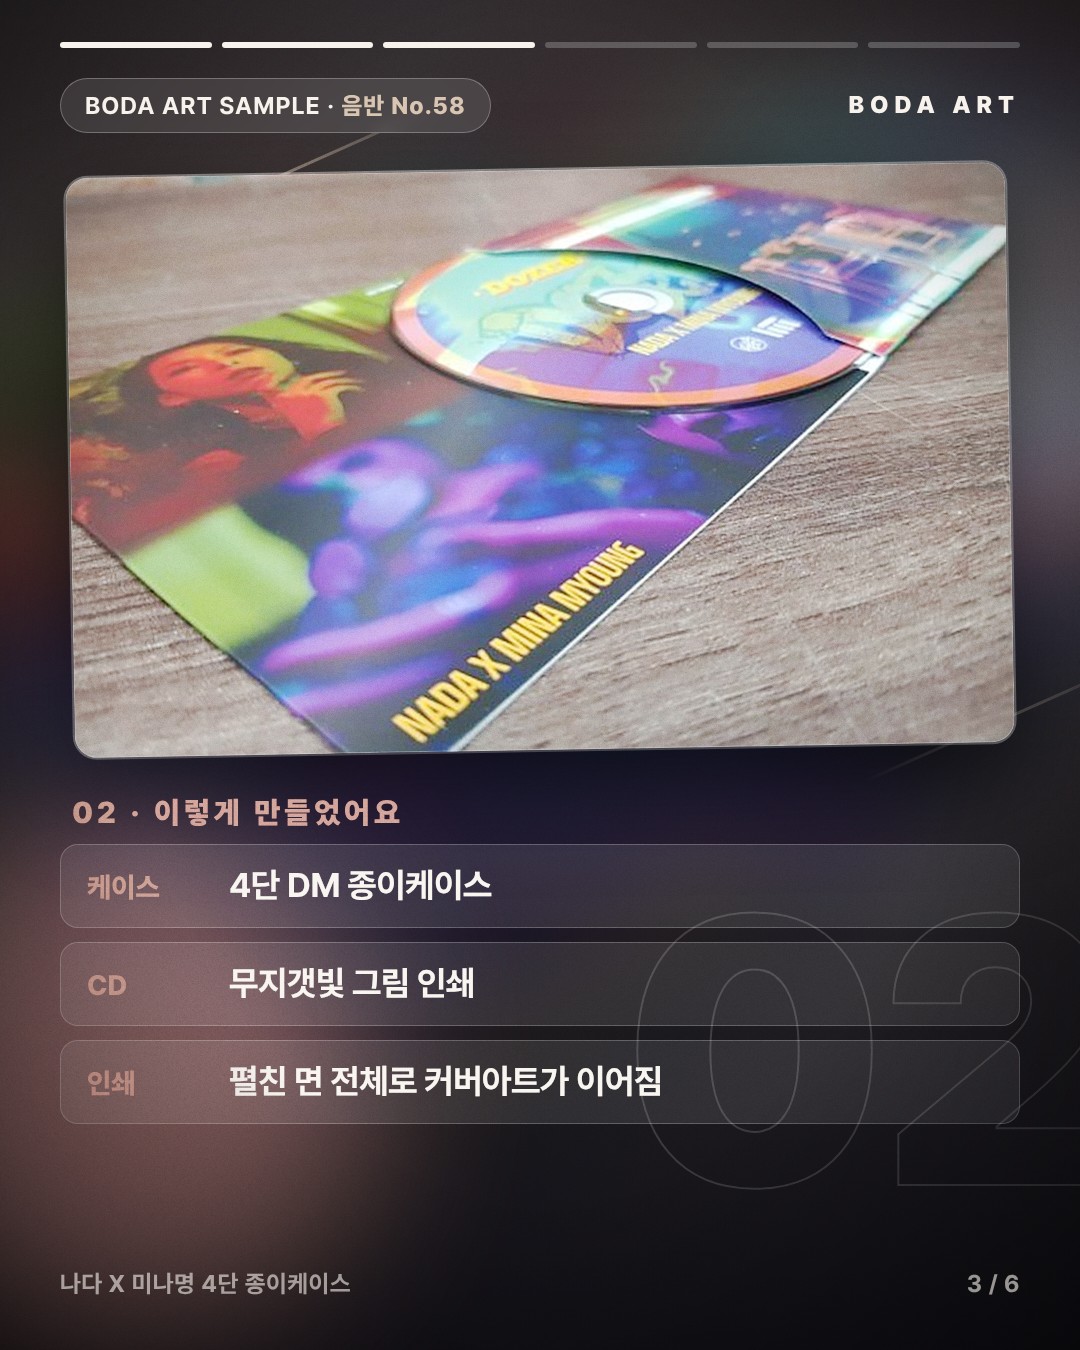 BODA ART SAMPLE · 음반 No.58
BODA ART
NADA X MINA MYOUNG
02 · 이렇게 만들었어요
케이스 4단 DM 종이케이스
CD 무지갯빛 그림 인쇄
인쇄 펼친 면 전체로 커버아트가 이어짐
02
나다 X 미나명 4단 종이케이스
3 / 6